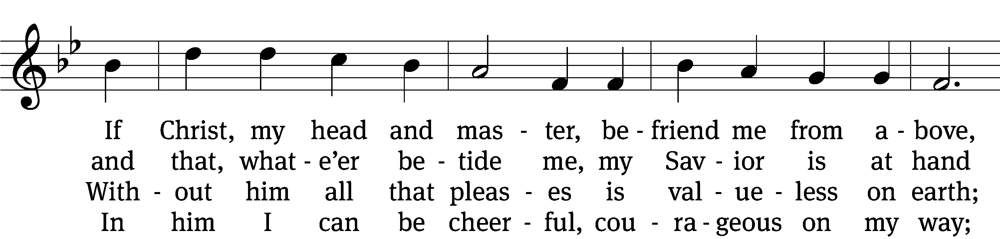 If Christ, my head and mas - ter, be - friend me from a - bove,
and that, what - e’er be - tide me, my Sav - ior is at hand
With - out him all that pleas - es is val - ue - less on earth;
In him I can be cheer - ful, cou - ra - geous on my way;